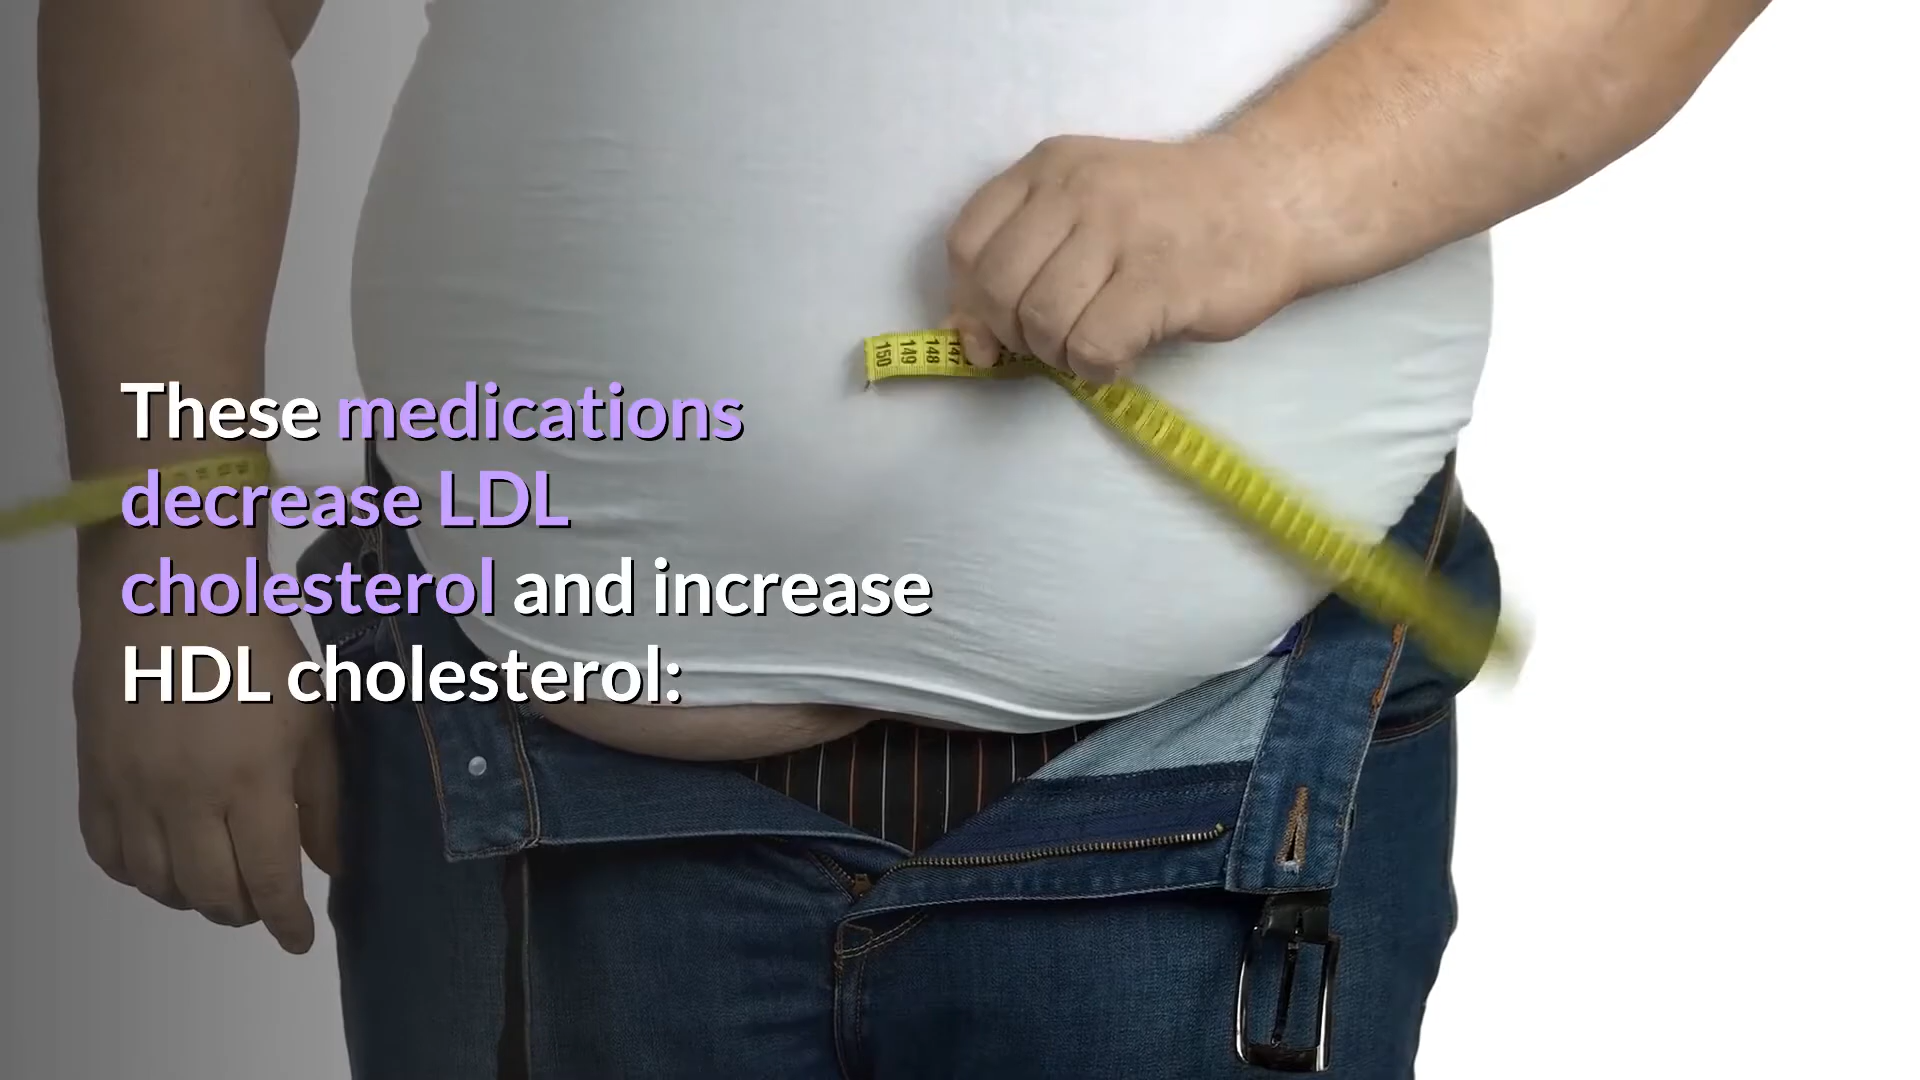 These medications
decrease LDL
cholesterol and increase
HDL cholesterol:
150 149 148 147